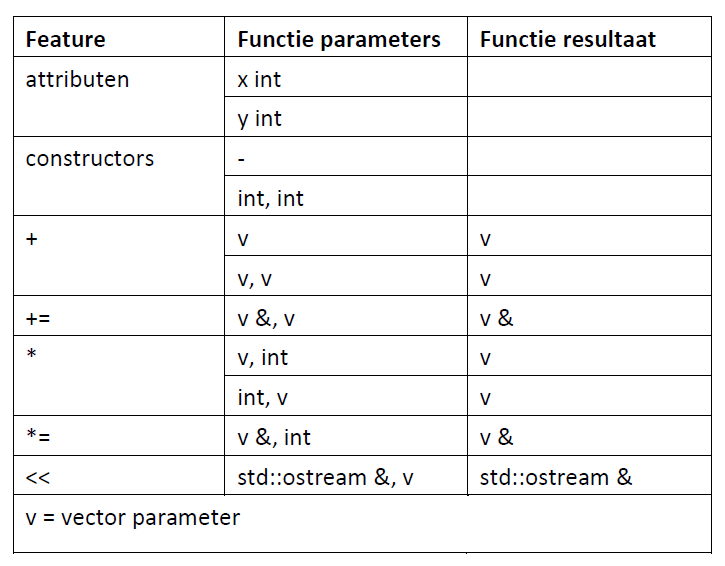 Feature Functie parameters Functie resultaat
attributen x int
y int
constructors -
int, int
+ v v
v, v v
+= v &, v v &
* v, int v
int, v v
*= v &, int v &
<< std::ostream &, v std::ostream &
v = vector parameter